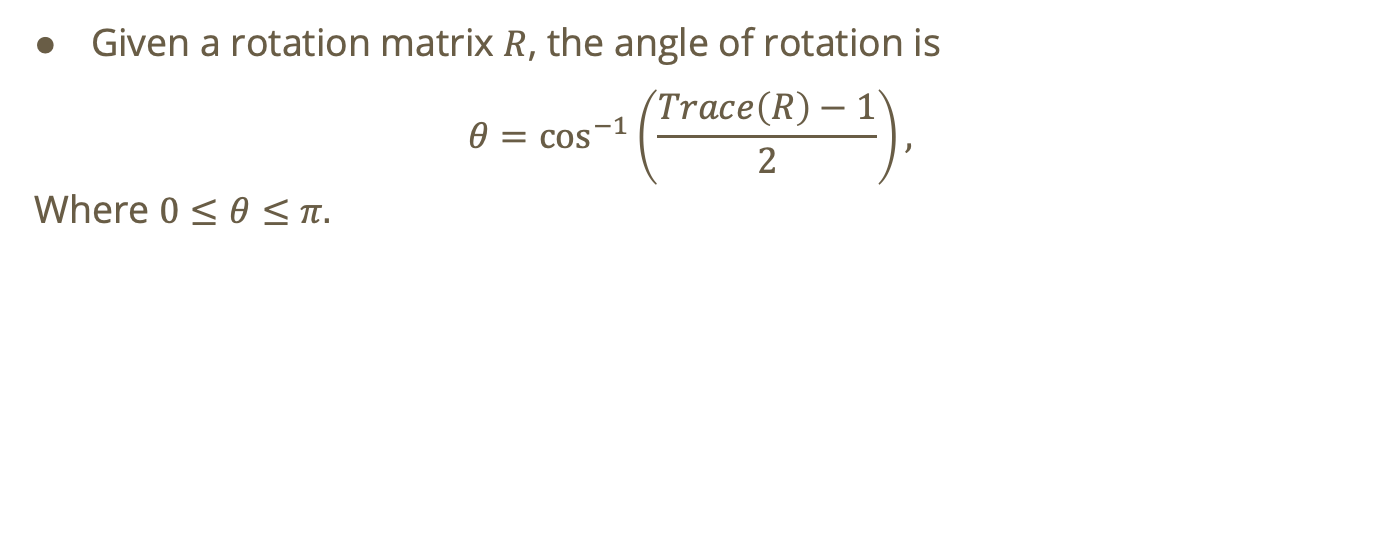 ● Given a rotation matrix R, the angle of rotation is
θ = cos⁻¹ ((Trace(R) − 1) / 2),
Where 0 ≤ θ ≤ π.